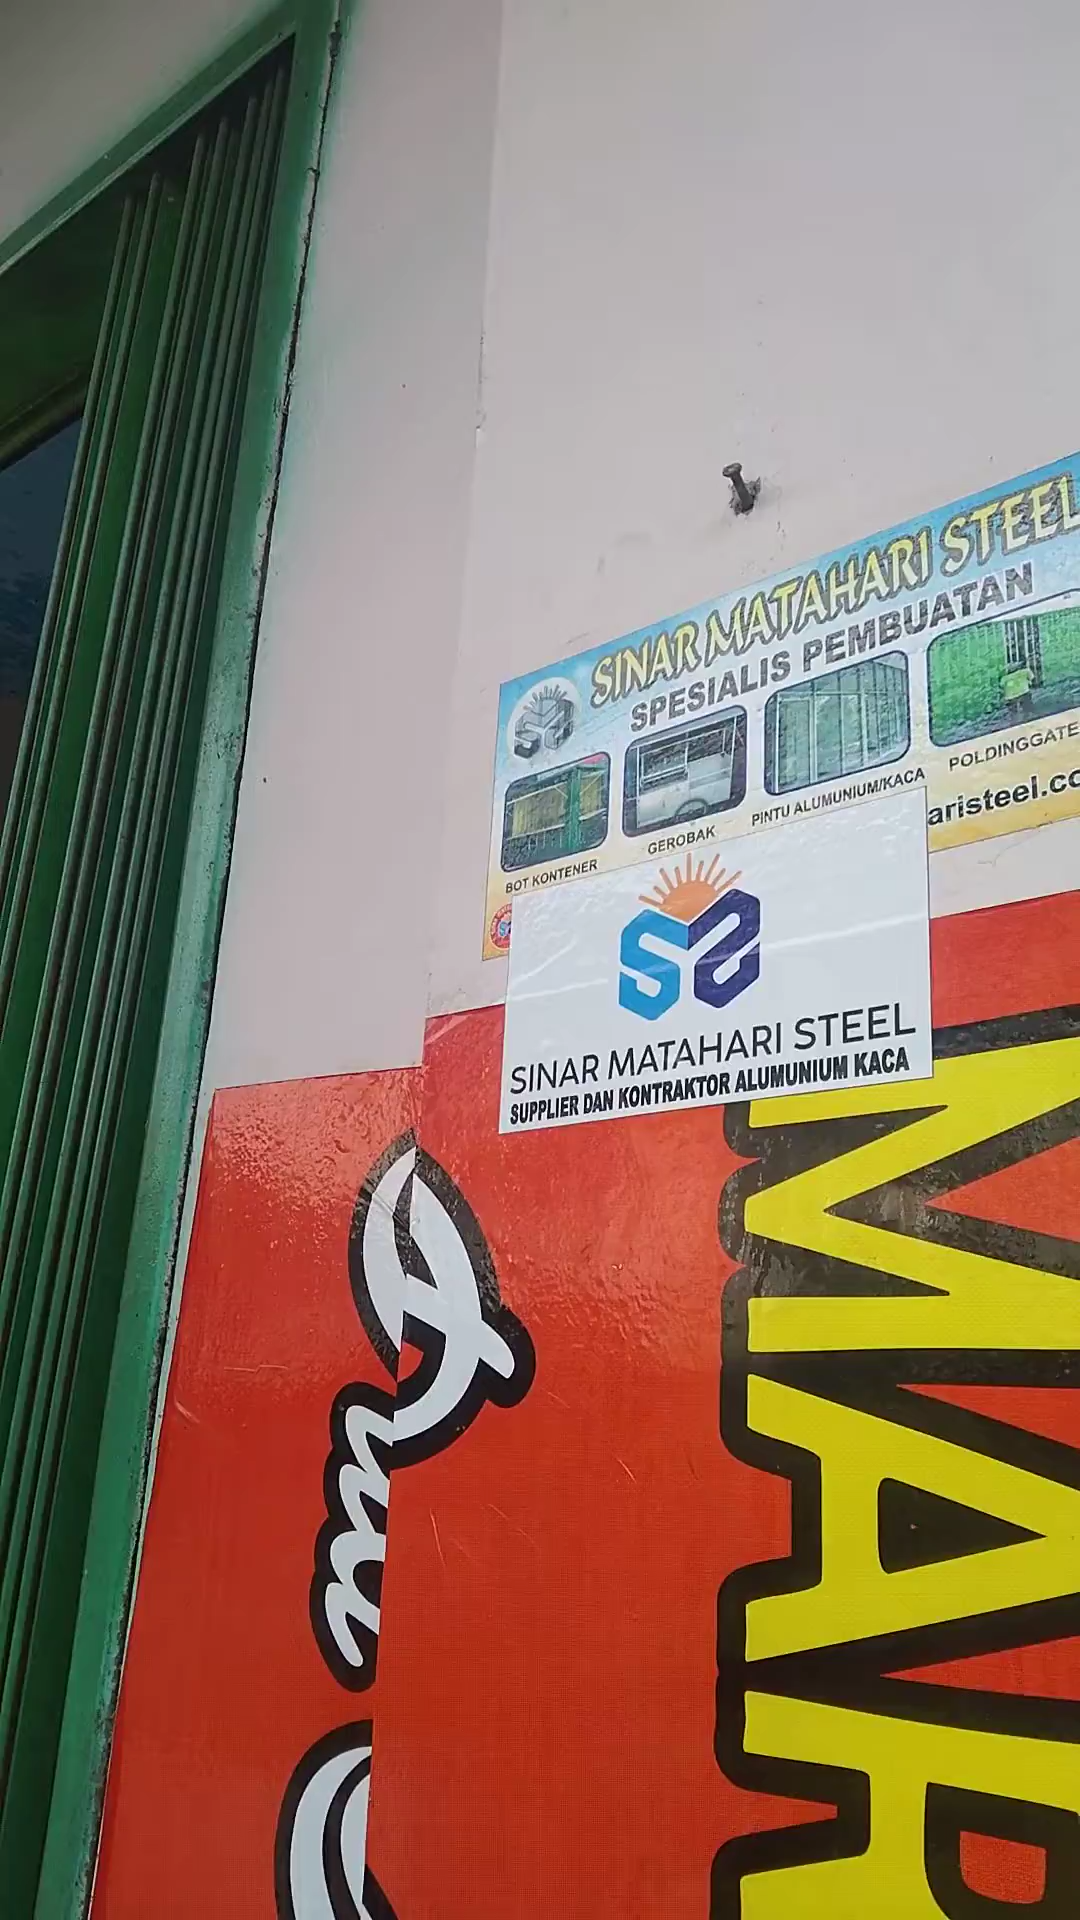 SINAR MATAHARI STEEL
SPESIALIS PEMBUATAN
BOT KONTENER
GEROBAK
PINTU ALUMUNIUM/KACA
POLDINGGATE
aristeel.co
SINAR MATAHARI STEEL
SUPPLIER DAN KONTRAKTOR ALUMUNIUM KACA
MAP